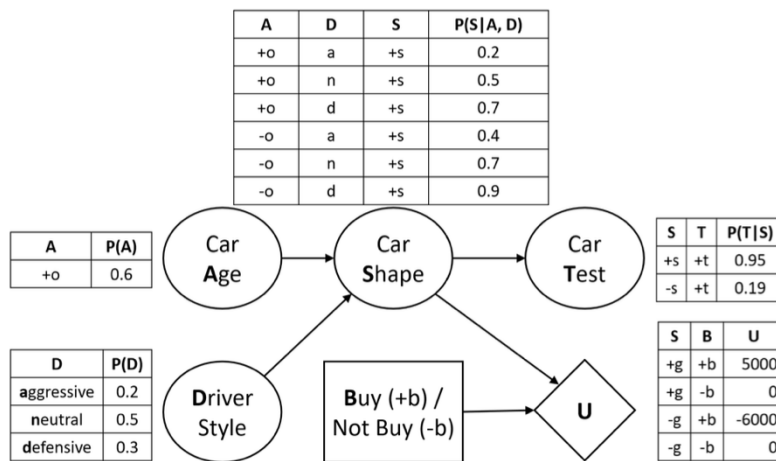 A D S P(S|A, D)
+o a +s 0.2
+o n +s 0.5
+o d +s 0.7
-o a +s 0.4
-o n +s 0.7
-o d +s 0.9
A P(A)
+o 0.6
Car
Age
Car
Shape
Car
Test
S T P(T|S)
+s +t 0.95
-s +t 0.19
D P(D)
aggressive 0.2
neutral 0.5
defensive 0.3
Driver
Style
Buy (+b) /
Not Buy (-b)
U
S B U
+g +b 5000
+g -b 0
-g +b -6000
-g -b 0